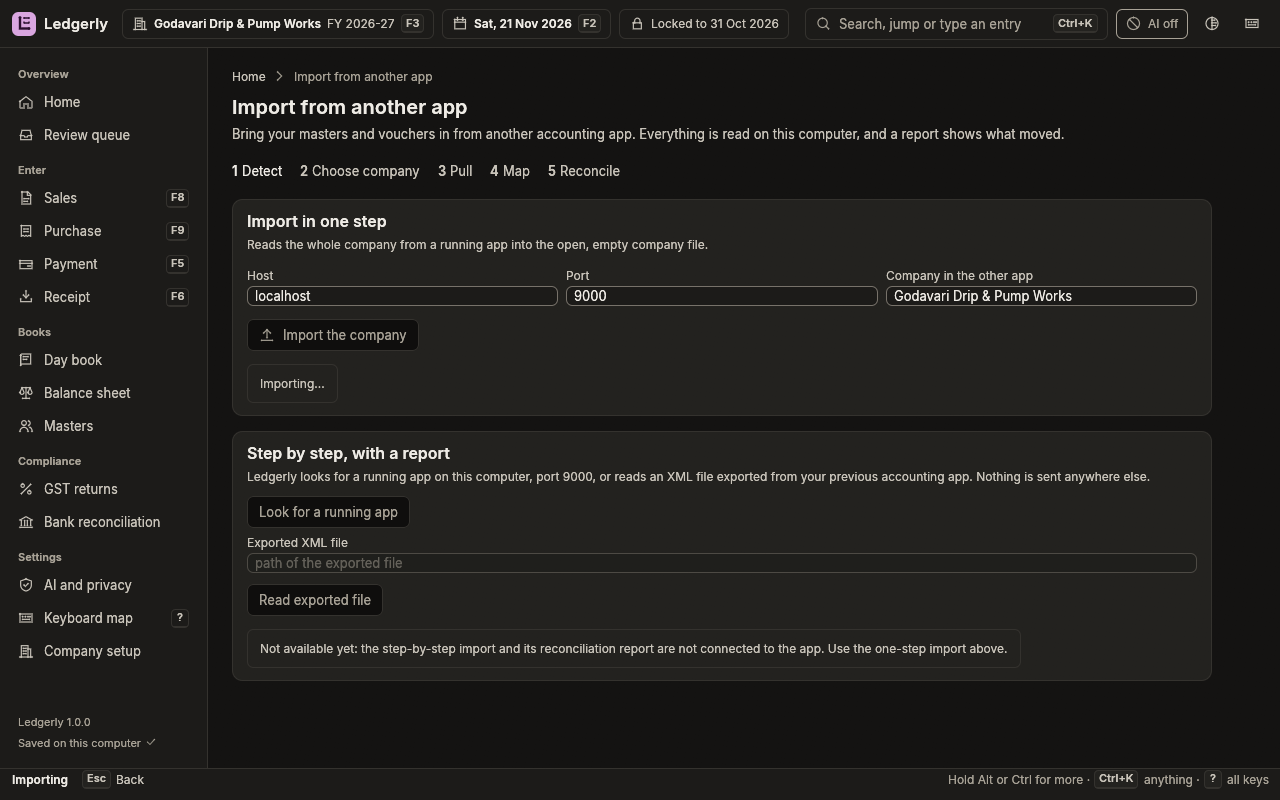 Ledgerly
Godavari Drip & Pump Works FY 2026-27 F3
Sat, 21 Nov 2026 F2
Locked to 31 Oct 2026
Search, jump or type an entry Ctrl+K
AI off
Overview
Home
Review queue
Enter
Sales F8
Purchase F9
Payment F5
Receipt F6
Books
Day book
Balance sheet
Masters
Compliance
GST returns
Bank reconciliation
Settings
AI and privacy
Keyboard map ?
Company setup
Ledgerly 1.0.0
Saved on this computer
Home > Import from another app
Import from another app
Bring your masters and vouchers in from another accounting app. Everything is read on this computer, and a report shows what moved.
1 Detect 2 Choose company 3 Pull 4 Map 5 Reconcile
Import in one step
Reads the whole company from a running app into the open, empty company file.
Host Port Company in the other app
localhost 9000 Godavari Drip & Pump Works
Import the company
Importing...
Step by step, with a report
Ledgerly looks for a running app on this computer, port 9000, or reads an XML file exported from your previous accounting app. Nothing is sent anywhere else.
Look for a running app
Exported XML file
path of the exported file
Read exported file
Not available yet: the step-by-step import and its reconciliation report are not connected to the app. Use the one-step import above.
Importing Esc Back
Hold Alt or Ctrl for more · Ctrl+K anything · ? all keys